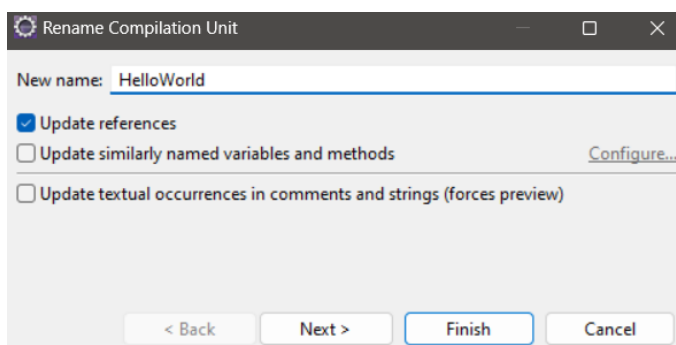 Rename Compilation Unit
New name: HelloWorld
Update references
Update similarly named variables and methods Configure...
Update textual occurrences in comments and strings (forces preview)
< Back Next > Finish Cancel